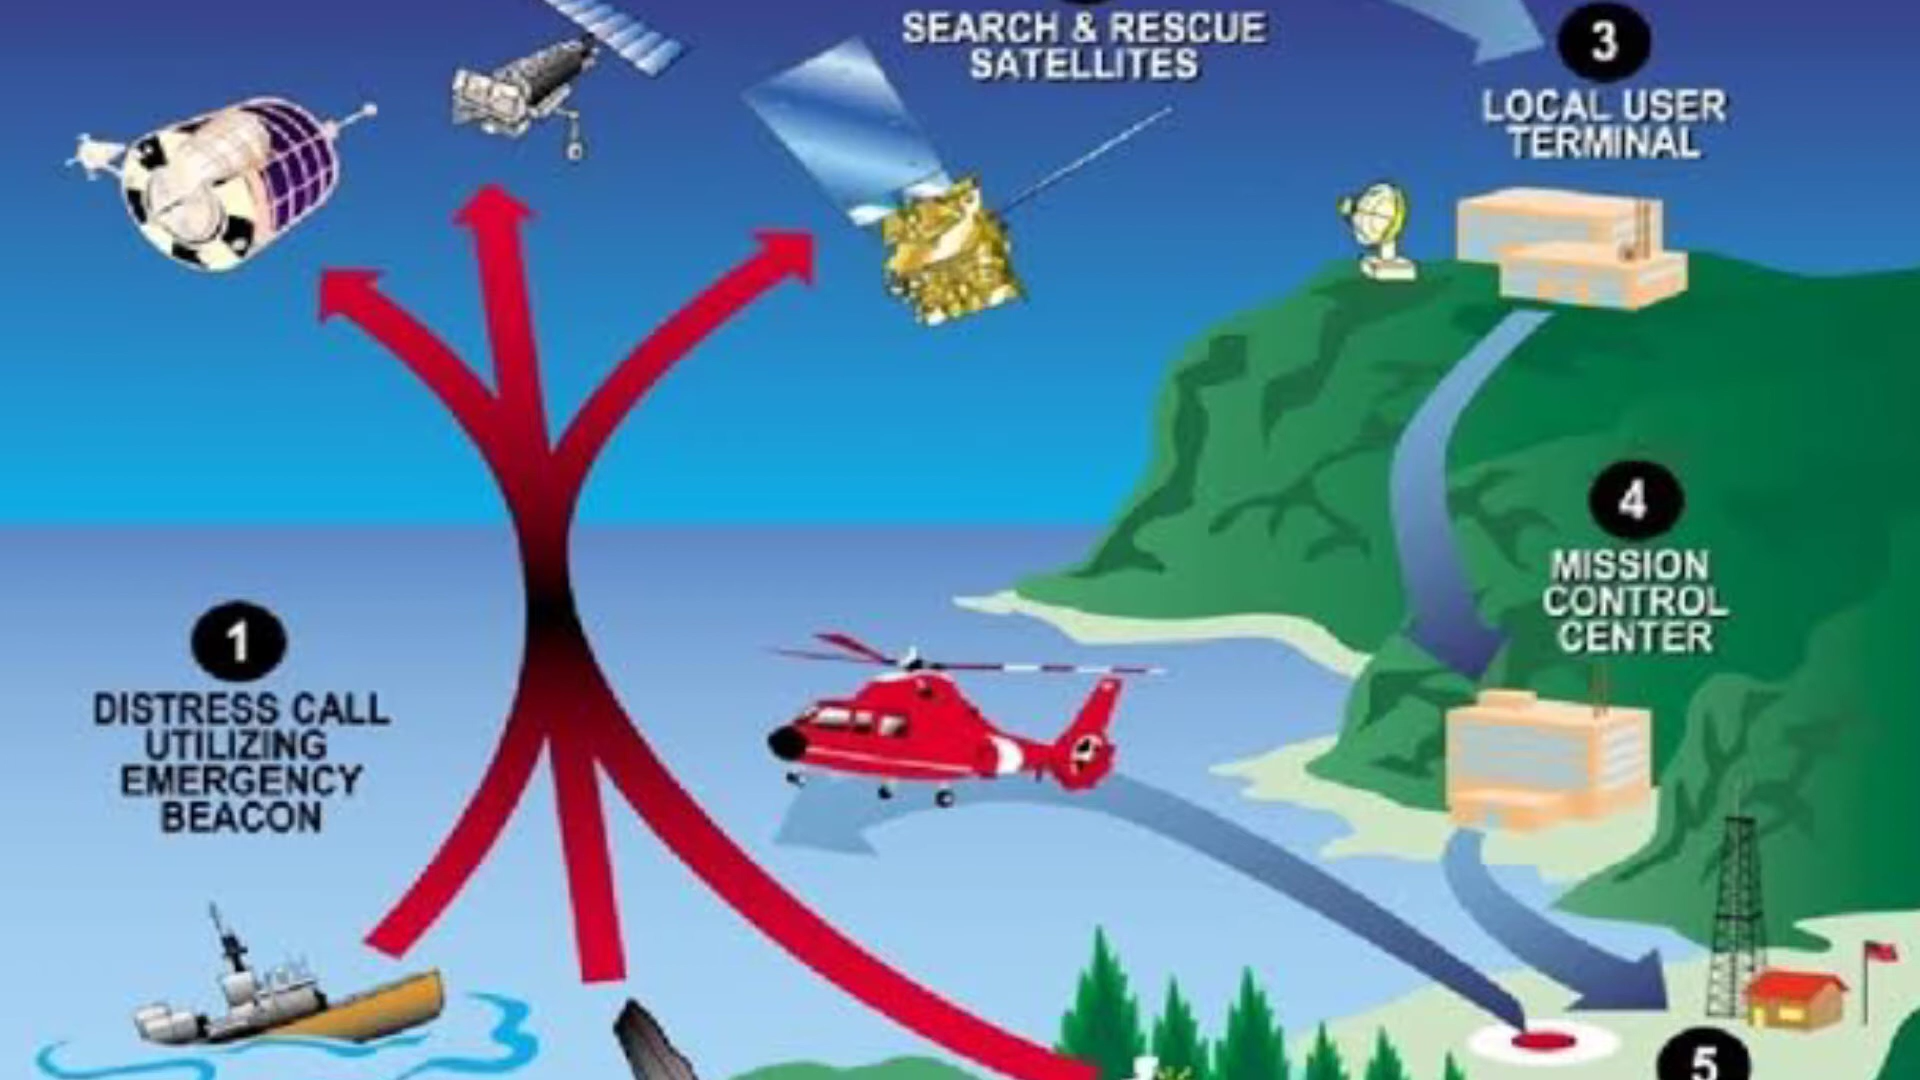 SEARCH & RESCUE
SATELLITES
3
LOCAL USER
TERMINAL
4
MISSION
CONTROL
CENTER
1
DISTRESS CALL
UTILIZING
EMERGENCY
BEACON
5